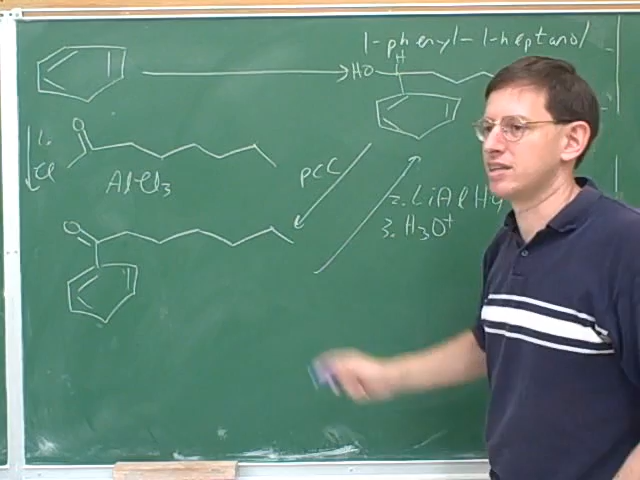 1-phenyl-1-heptanol
H
HO
1.
O
Cl
AlCl3
PCC
2. LiAlH4
3. H3O+
O